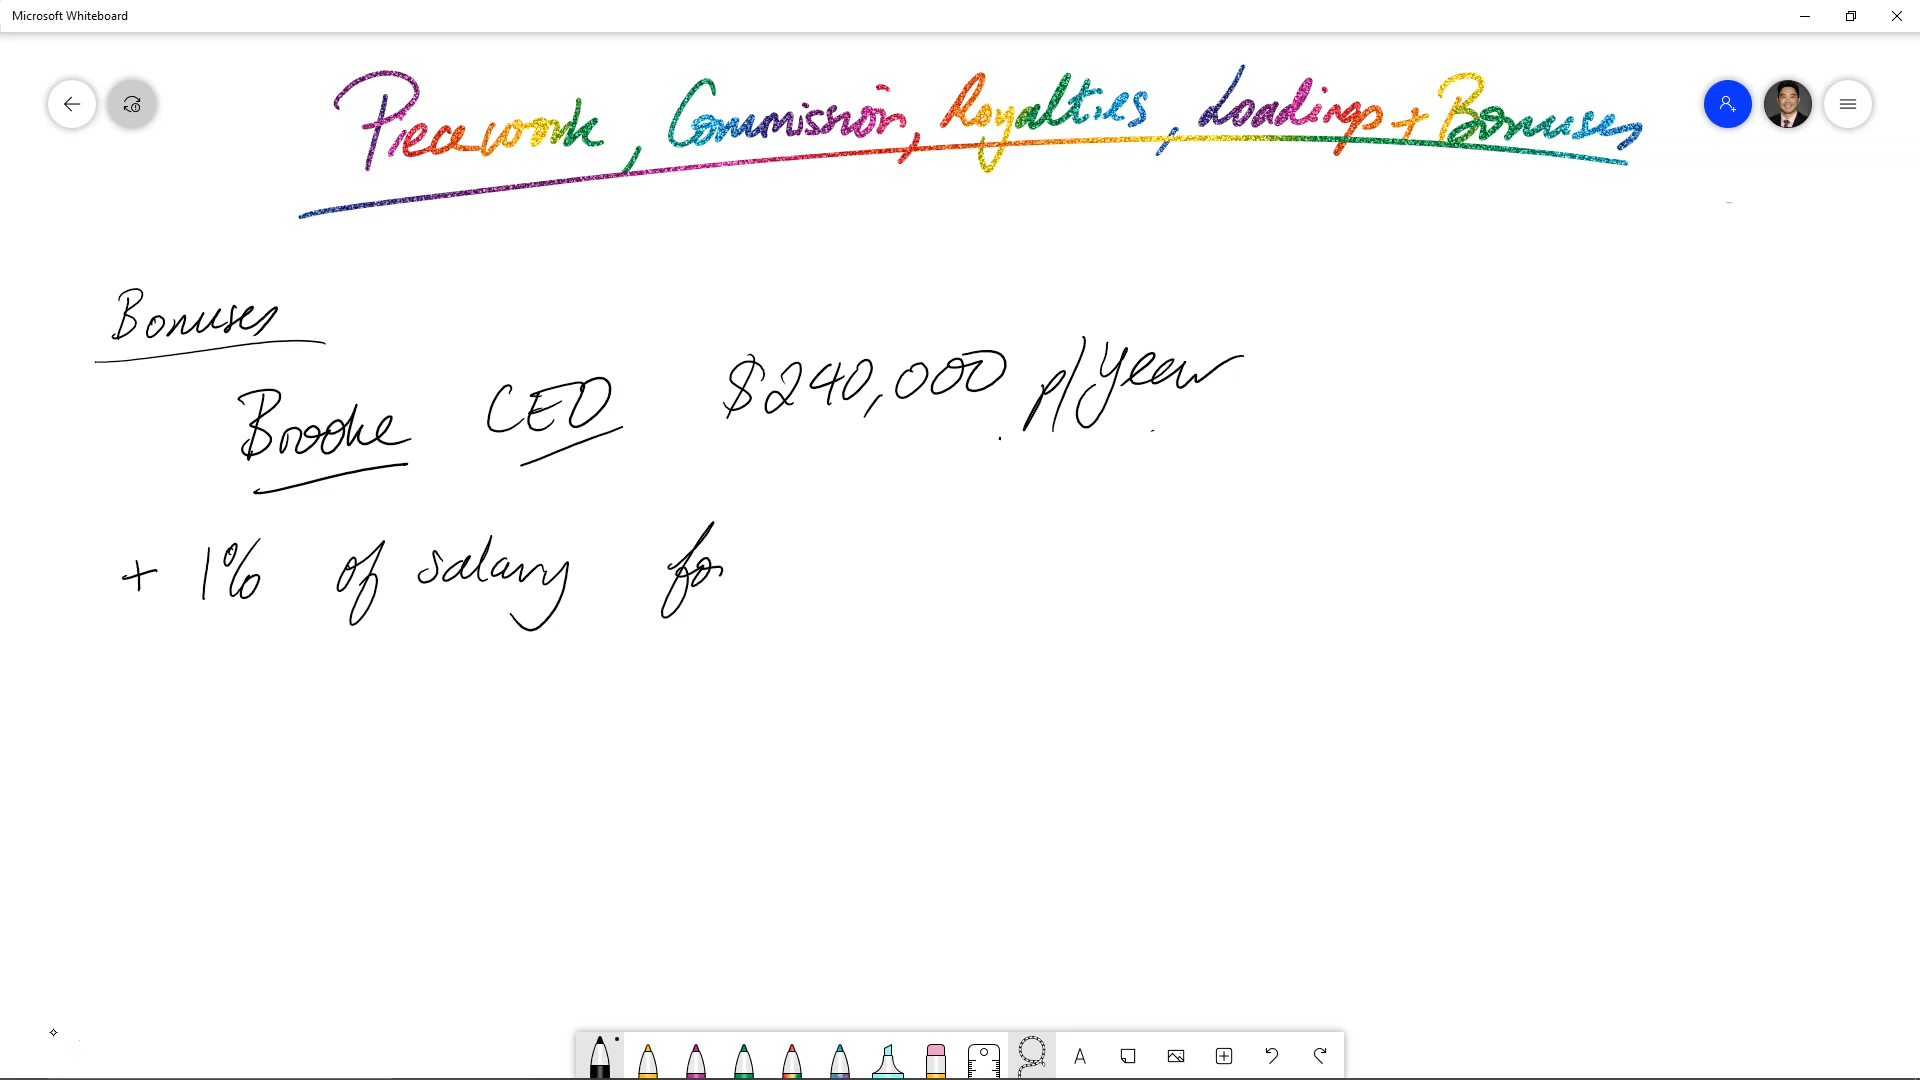 Microsoft Whiteboard
Piecework, Commission, Royalties, Loadings + Bonuses
Bonuses
Brooke CEO $240,000 p/year
+ 1% of salary for
A